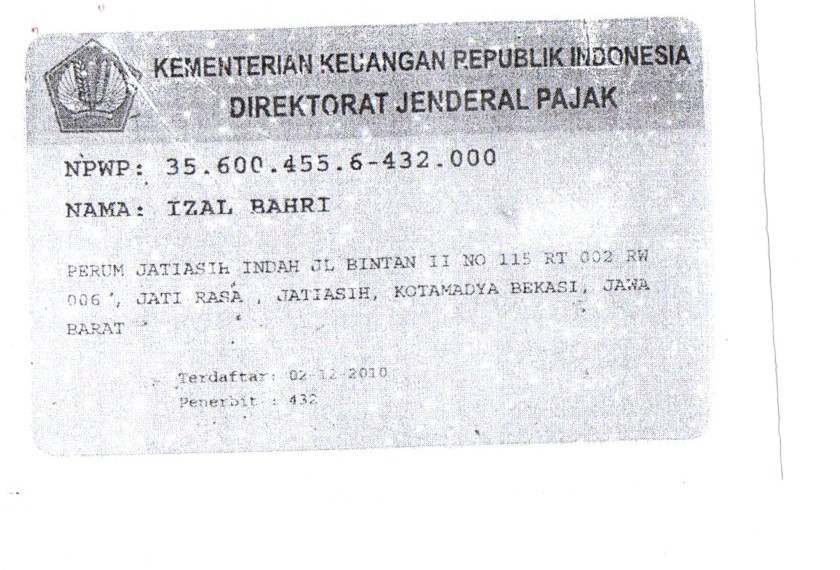 KEMENTERIAN KEUANGAN REPUBLIK INDONESIA
DIREKTORAT JENDERAL PAJAK
NPWP: 35.600.455.6-432.000
NAMA: IZAL BAHRI
PERUM JATIASIH INDAH JL BINTAN II NO 115 RT 002 RW
006 , JATI RASA , JATIASIH, KOTAMADYA BEKASI, JAWA
BARAT
Terdaftar: 02-12-2010
Penerbit : 432